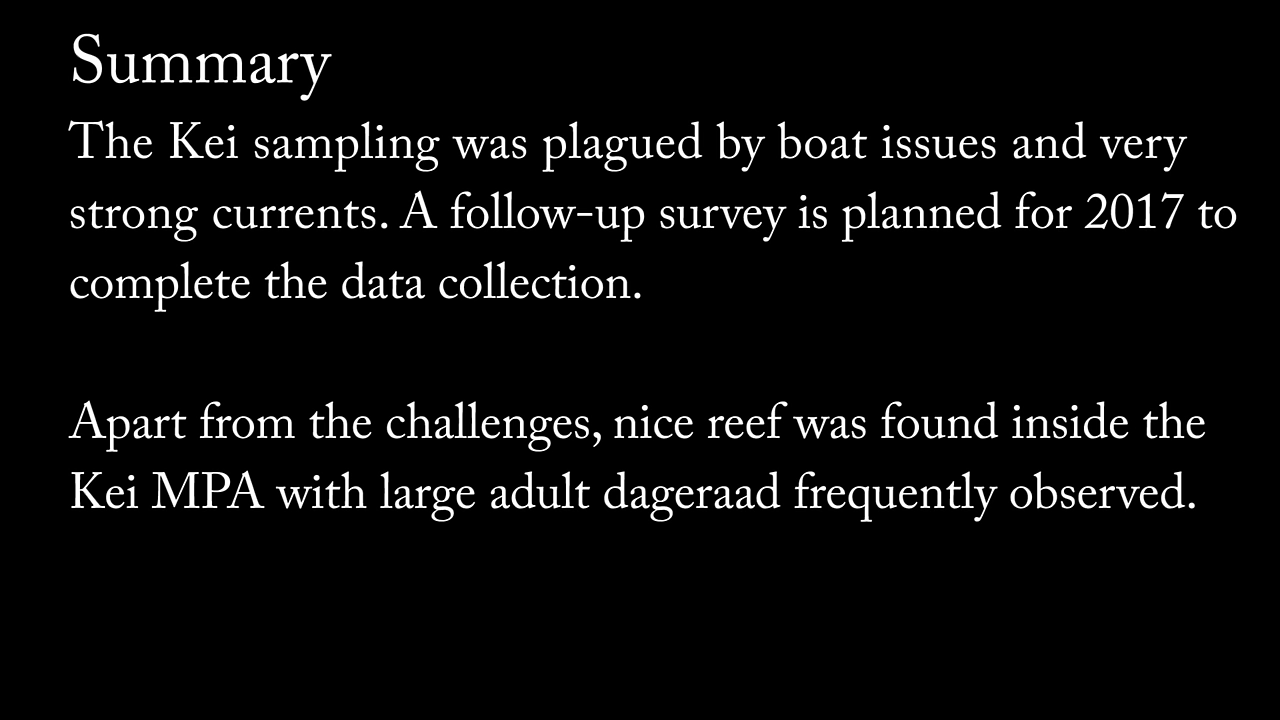 Summary
The Kei sampling was plagued by boat issues and very
strong currents. A follow-up survey is planned for 2017 to
complete the data collection.
Apart from the challenges, nice reef was found inside the
Kei MPA with large adult dageraad frequently observed.